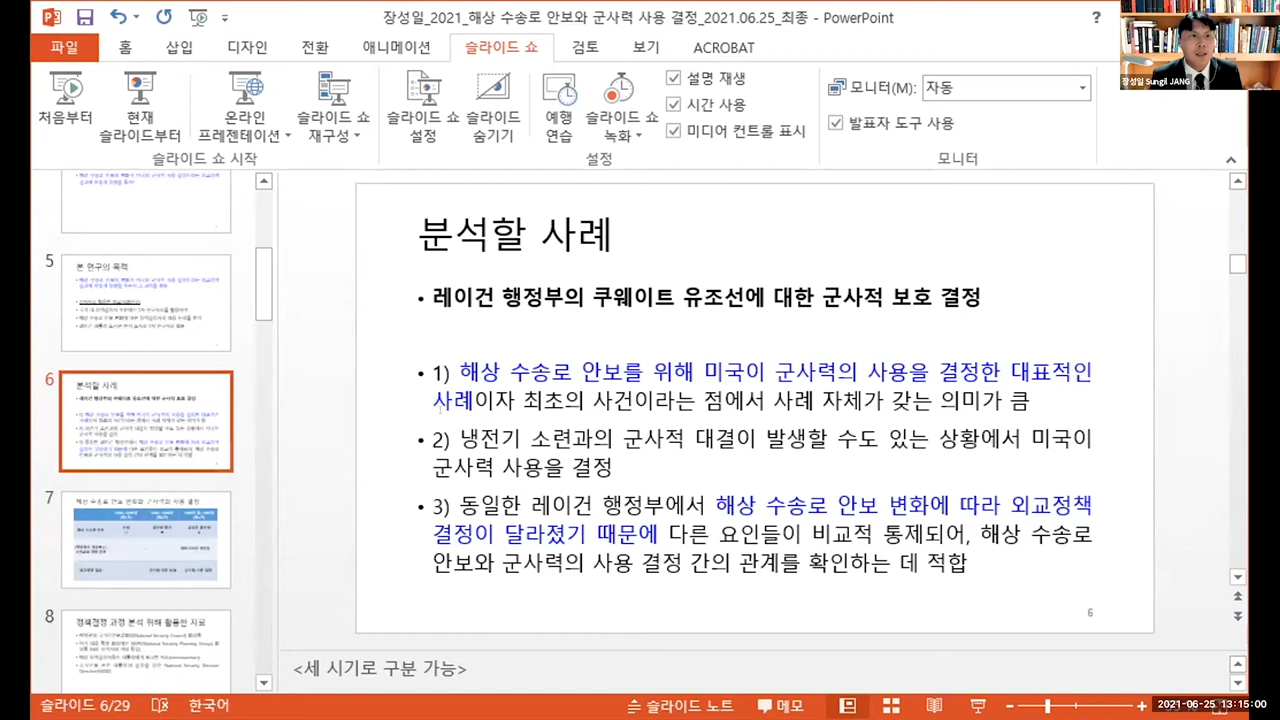 장성일_2021_해상 수송로 안보와 군사력 사용 결정_2021.06.25_최종 - PowerPoint
?
파일 홈 삽입 디자인 전환 애니메이션 슬라이드 쇼 검토 보기 ACROBAT
처음부터
현재
슬라이드부터
온라인
프레젠테이션
슬라이드 쇼
재구성
슬라이드 쇼 시작
슬라이드 쇼
설정
슬라이드
숨기기
예행
연습
슬라이드 쇼
녹화
설명 재생
시간 사용
미디어 컨트롤 표시
설정
모니터(M): 자동
발표자 도구 사용
모니터
장성일 Sungil JANG
5
본 연구의 목적
6
분석할 사례
7
해상 수송로 안보 변화와 군사력의 사용 결정
8
정책결정 과정 분석 위해 활용한 자료
분석할 사례
• 레이건 행정부의 쿠웨이트 유조선에 대한 군사적 보호 결정
• 1) 해상 수송로 안보를 위해 미국이 군사력의 사용을 결정한 대표적인
사례이자 최초의 사건이라는 점에서 사례 자체가 갖는 의미가 큼
• 2) 냉전기 소련과의 군사적 대결이 발생할 수도 있는 상황에서 미국이
군사력 사용을 결정
• 3) 동일한 레이건 행정부에서 해상 수송로 안보 변화에 따라 외교정책
결정이 달라졌기 때문에 다른 요인들이 비교적 통제되어, 해상 수송로
안보와 군사력의 사용 결정 간의 관계를 확인하는 데 적합
6
<세 시기로 구분 가능>
슬라이드 6/29 한국어 슬라이드 노트 메모
2021-06-25 13:15:00